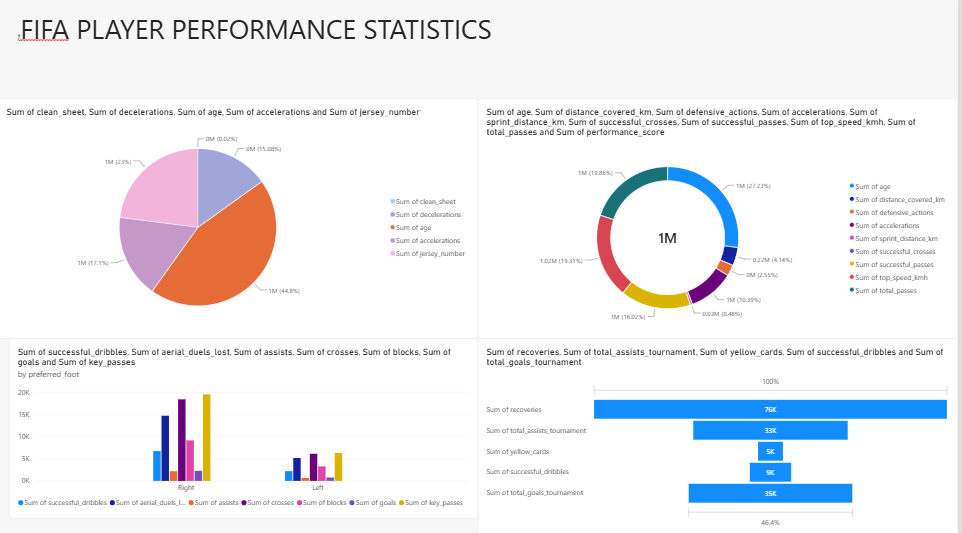 FIFA PLAYER PERFORMANCE STATISTICS
Sum of clean_sheet, Sum of decelerations, Sum of age, Sum of accelerations and Sum of jersey_number
0M (0.02%)
0M (15.08%)
1M (23%)
1M (17.1%)
1M (44.8%)
Sum of clean_sheet
Sum of decelerations
Sum of age
Sum of accelerations
Sum of jersey_number
Sum of age, Sum of distance_covered_km, Sum of defensive_actions, Sum of accelerations, Sum of
sprint_distance_km, Sum of successful_crosses, Sum of successful_passes, Sum of top_speed_kmh, Sum of
total_passes and Sum of performance_score
1M (19.86%)
1M (27.23%)
1M
1.02M (19.31%)
0.22M (4.14%)
0M (2.55%)
1M (10.39%)
0.03M (0.48%)
1M (16.02%)
Sum of age
Sum of distance_covered_km
Sum of defensive_actions
Sum of accelerations
Sum of sprint_distance_km
Sum of successful_crosses
Sum of successful_passes
Sum of top_speed_kmh
Sum of total_passes
Sum of successful_dribbles, Sum of aerial_duels_lost, Sum of assists, Sum of crosses, Sum of blocks, Sum of
goals and Sum of key_passes
by preferred_foot
20K
15K
10K
5K
0K
Right
Left
Sum of successful_dribbles Sum of aerial_duels_l... Sum of assists Sum of crosses Sum of blocks Sum of goals Sum of key_passes
Sum of recoveries, Sum of total_assists_tournament, Sum of yellow_cards, Sum of successful_dribbles and Sum of
total_goals_tournament
100%
Sum of recoveries 76K
Sum of total_assists_tournament 33K
Sum of yellow_cards 5K
Sum of successful_dribbles 9K
Sum of total_goals_tournament 35K
46.4%